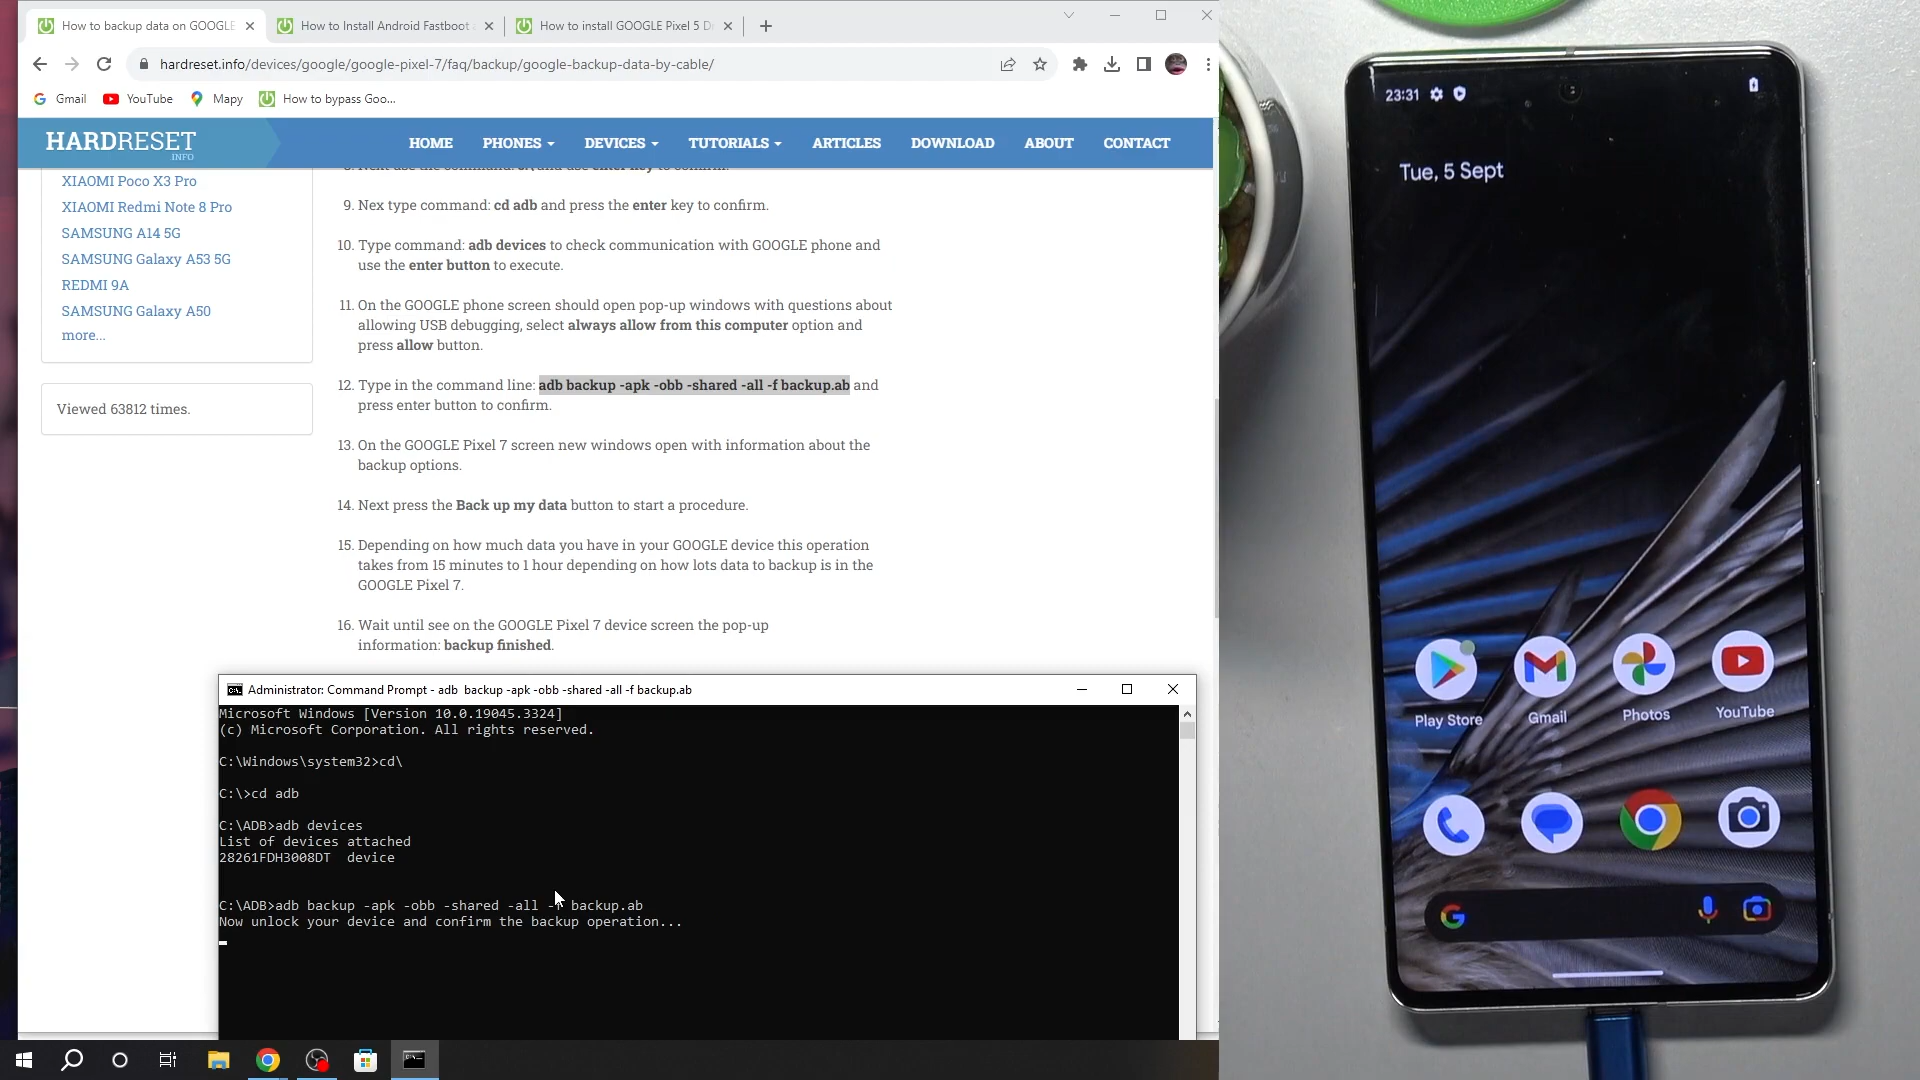 How to backup data on GOOGLE
How to Install Android Fastboot
How to install GOOGLE Pixel 5 D
hardreset.info/devices/google/google-pixel-7/faq/backup/google-backup-data-by-cable/
Gmail
YouTube
Mapy
How to bypass Goo...
HARDRESET
.INFO
HOME
PHONES
DEVICES
TUTORIALS
ARTICLES
DOWNLOAD
ABOUT
CONTACT
XIAOMI Poco X3 Pro
XIAOMI Redmi Note 8 Pro
SAMSUNG A14 5G
SAMSUNG Galaxy A53 5G
REDMI 9A
SAMSUNG Galaxy A50
more...
Viewed 63812 times.
9. Nex type command: cd adb and press the enter key to confirm.
10. Type command: adb devices to check communication with GOOGLE phone and
use the enter button to execute.
11. On the GOOGLE phone screen should open pop-up windows with questions about
allowing USB debugging, select always allow from this computer option and
press allow button.
12. Type in the command line: adb backup -apk -obb -shared -all -f backup.ab and
press enter button to confirm.
13. On the GOOGLE Pixel 7 screen new windows open with information about the
backup options.
14. Next press the Back up my data button to start a procedure.
15. Depending on how much data you have in your GOOGLE device this operation
takes from 15 minutes to 1 hour depending on how lots data to backup is in the
GOOGLE Pixel 7.
16. Wait until see on the GOOGLE Pixel 7 device screen the pop-up
information: backup finished.
Administrator: Command Prompt - adb  backup -apk -obb -shared -all -f backup.ab
Microsoft Windows [Version 10.0.19045.3324]
(c) Microsoft Corporation. All rights reserved.
C:\Windows\system32>cd\
C:\>cd adb
C:\ADB>adb devices
List of devices attached
28261FDH3008DT  device
C:\ADB>adb backup -apk -obb -shared -all -f backup.ab
Now unlock your device and confirm the backup operation...
23:31
Tue, 5 Sept
Play Store
Gmail
Photos
YouTube